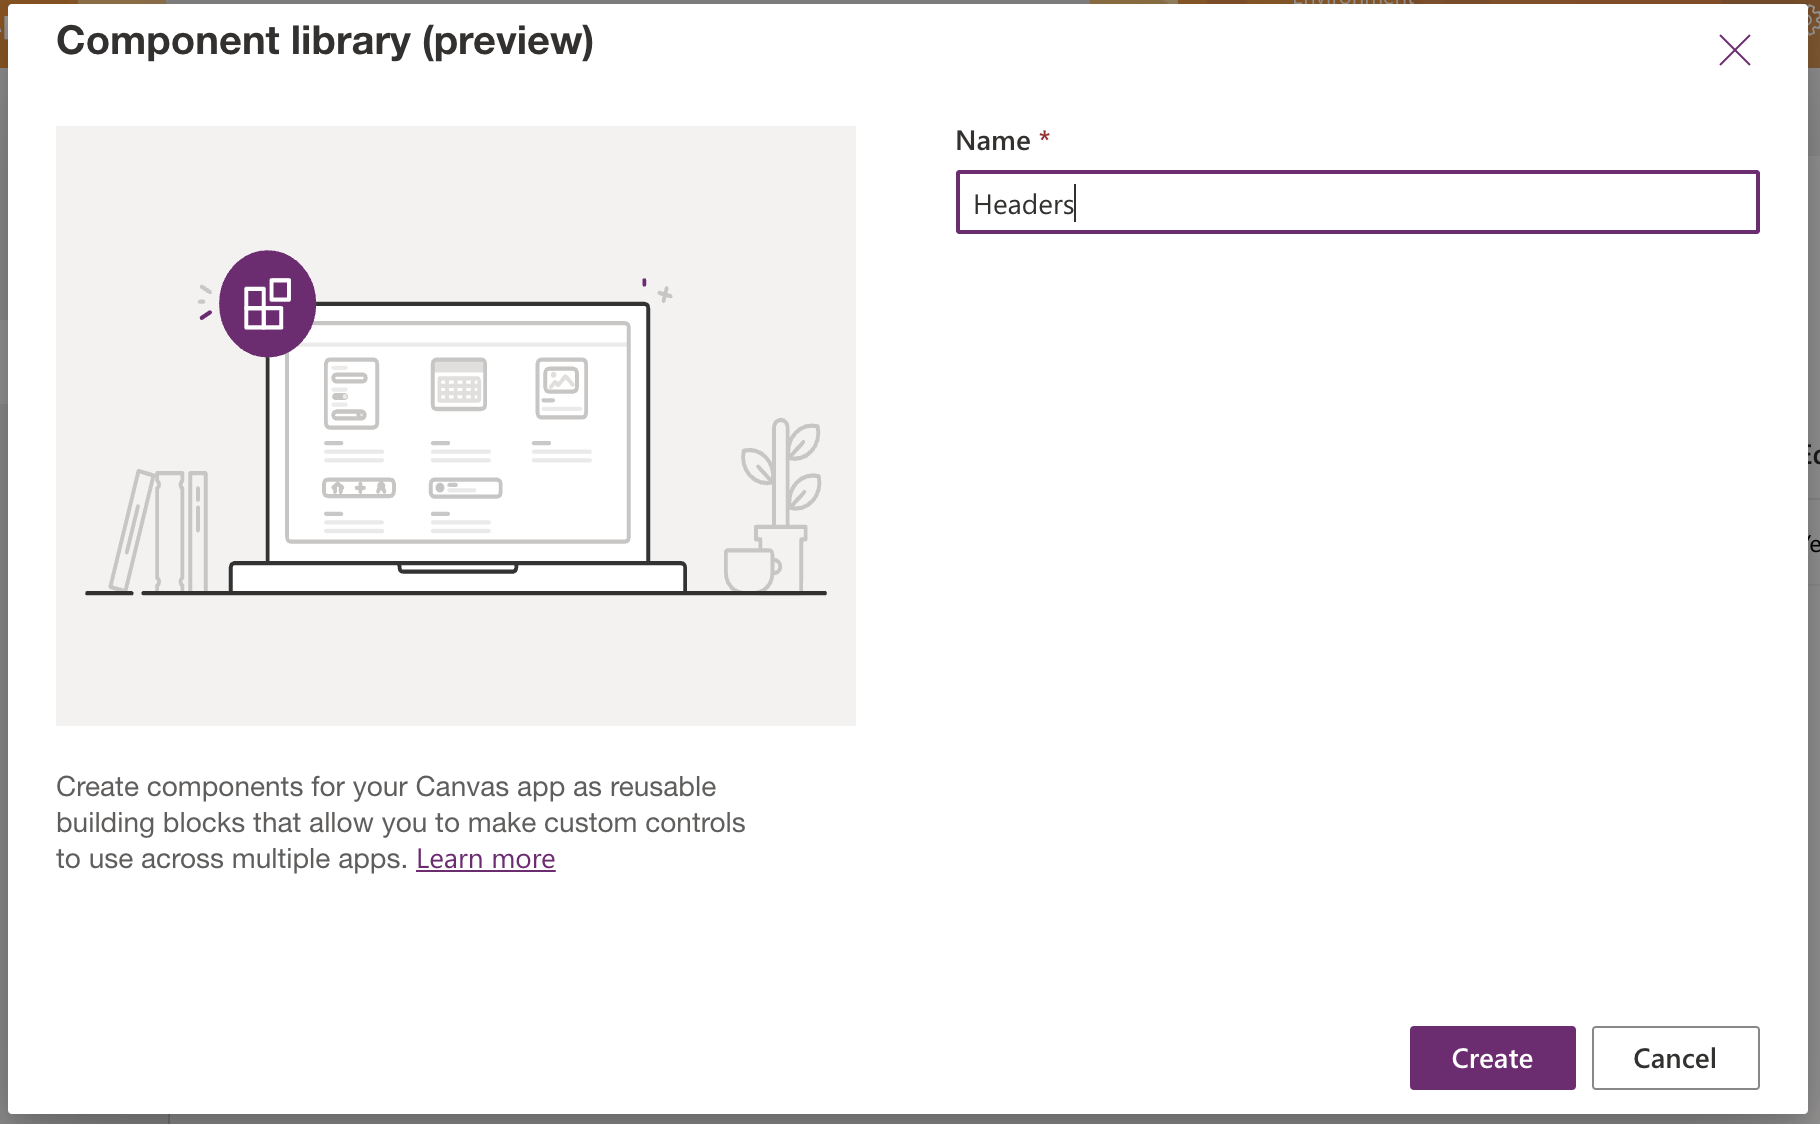 Component library (preview)
Name *
Headers
Create components for your Canvas app as reusable
building blocks that allow you to make custom controls
to use across multiple apps. Learn more
Create
Cancel